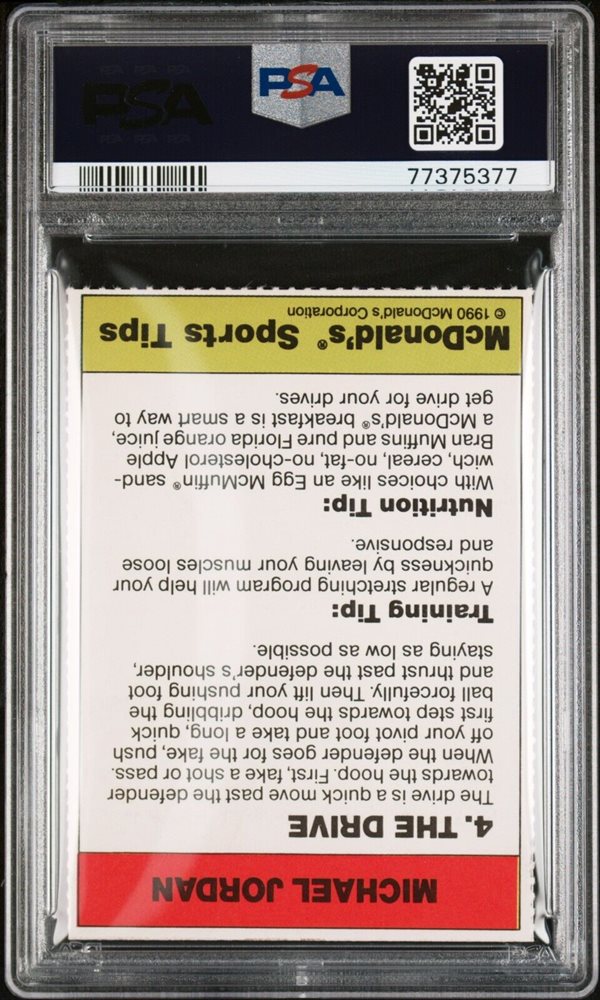 PSA
PSA
77375377
MICHAEL JORDAN
4. THE DRIVE
The drive is a quick move past the defender
towards the hoop. First, fake a shot or pass.
When the defender goes for the fake, push
off your pivot foot and take a long, quick
first step towards the hoop, dribbling the
ball forcefully. Then lift your pushing foot
and thrust past the defender's shoulder,
staying as low as possible.
Training Tip:
A regular stretching program will help your
quickness by leaving your muscles loose
and responsive.
Nutrition Tip:
With choices like an Egg McMuffin® sand-
wich, cereal, no-fat, no-cholesterol Apple
Bran Muffins and pure Florida orange juice,
a McDonald's® breakfast is a smart way to
get drive for your drives.
McDonald's® Sports Tips
© 1990 McDonald's Corporation
PSA